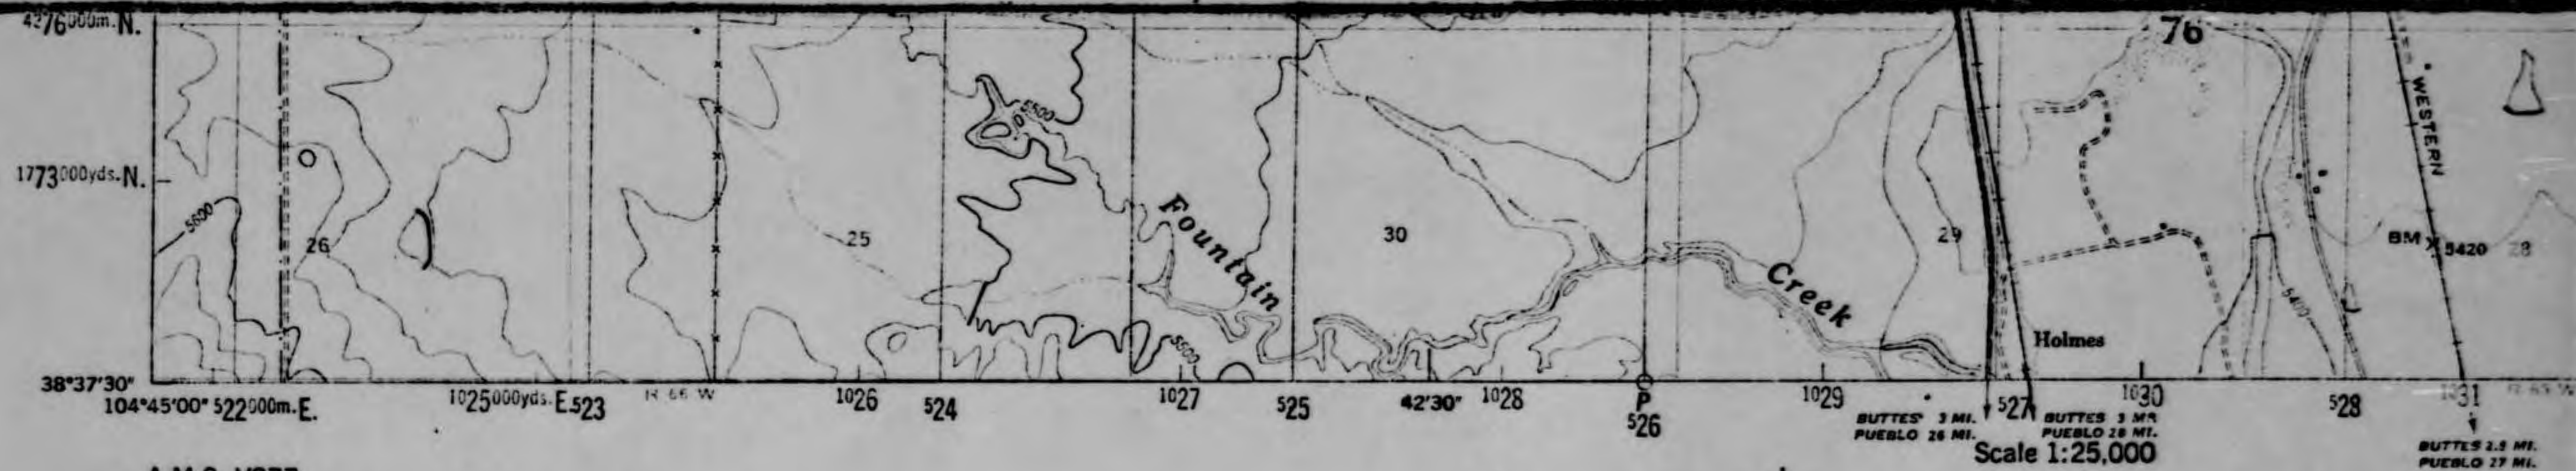 4276000m. N.
76
WESTERN
1773000yds. N.
5600
5500
26
25
Fountain
30
Creek
29
BM X 5420
28
5400
5500
Holmes
38°37'30"
104°45'00"
522000m. E.
1025000yds. E.
523
R 66 W
1026
524
1027
525
42'30"
1028
P
526
1029
527
1030
528
1031
BUTTES 3 MI.
PUEBLO 26 MI.
BUTTES 3 MI.
PUEBLO 28 MI.
Scale 1:25,000
BUTTES 2.5 MI.
PUEBLO 27 MI.